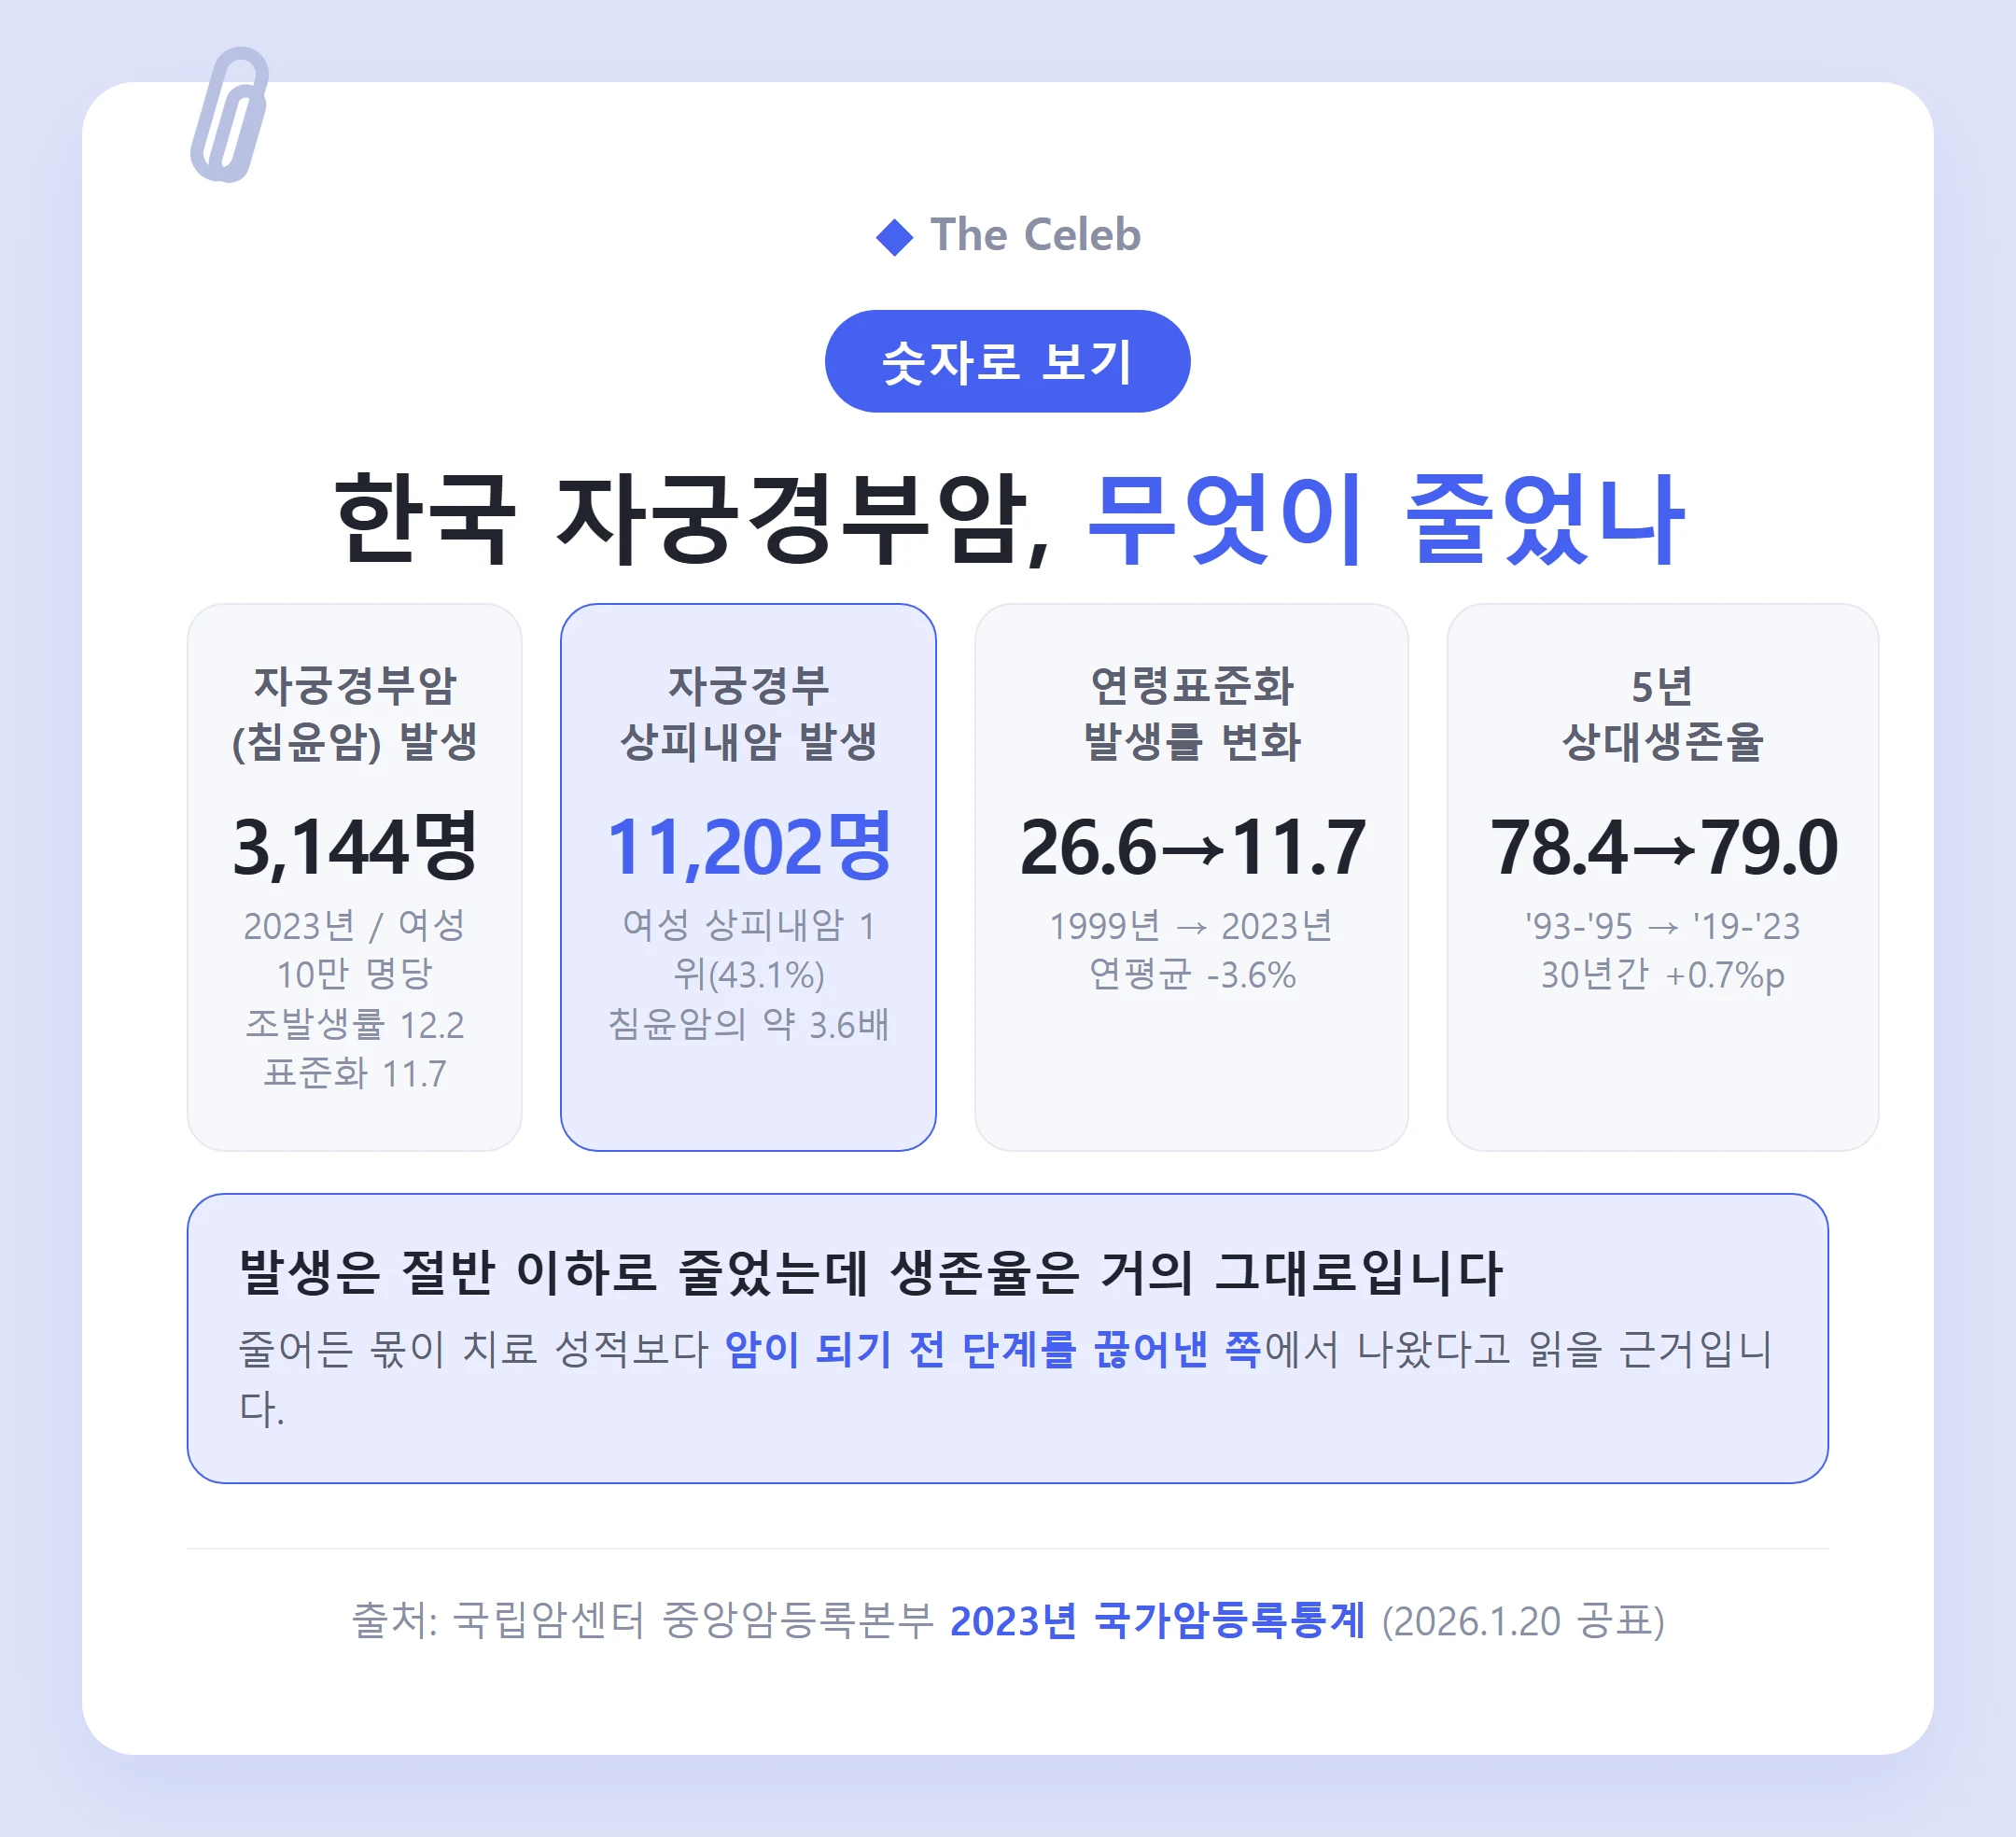 The Celeb
숫자로 보기
한국 자궁경부암, 무엇이 줄었나
자궁경부암
(침윤암) 발생
3,144명
2023년 / 여성
10만 명당
조발생률 12.2
표준화 11.7
자궁경부
상피내암 발생
11,202명
여성 상피내암 1
위(43.1%)
침윤암의 약 3.6배
연령표준화
발생률 변화
26.6→11.7
1999년 → 2023년
연평균 -3.6%
5년
상대생존율
78.4→79.0
'93-'95 → '19-'23
30년간 +0.7%p
발생은 절반 이하로 줄었는데 생존율은 거의 그대로입니다
줄어든 몫이 치료 성적보다 암이 되기 전 단계를 끊어낸 쪽에서 나왔다고 읽을 근거입니
다.
출처: 국립암센터 중앙암등록본부 2023년 국가암등록통계 (2026.1.20 공표)